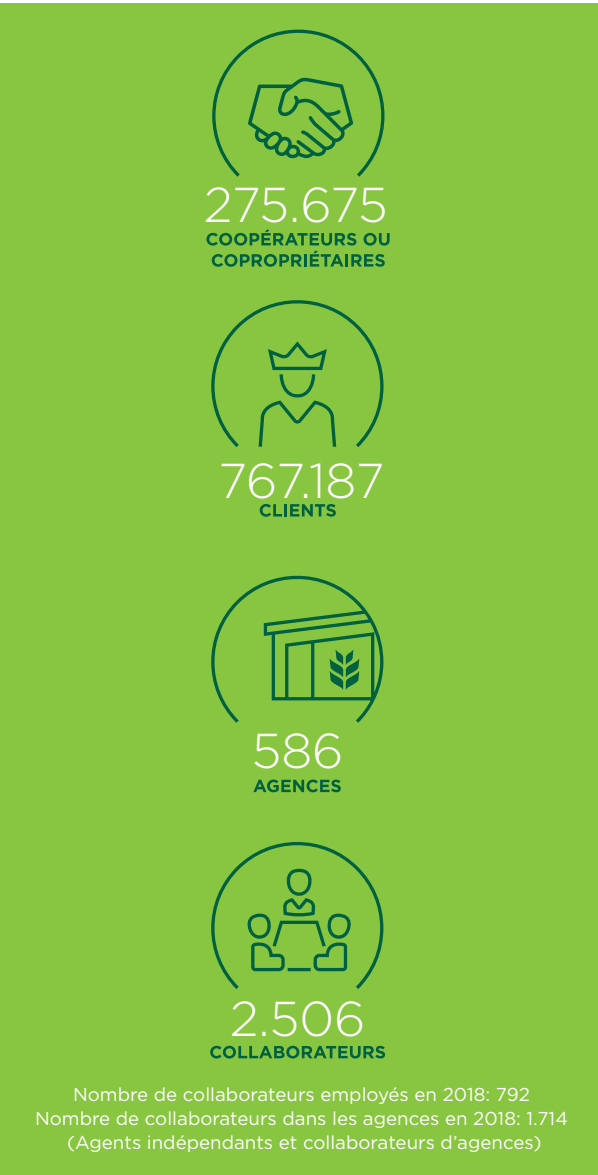 275.675
COOPÉRATEURS OU
COPROPRIÉTAIRES
767.187
CLIENTS
586
AGENCES
2.506
COLLABORATEURS
Nombre de collaborateurs employés en 2018: 792
Nombre de collaborateurs dans les agences en 2018: 1.714
(Agents indépendants et collaborateurs d'agences)